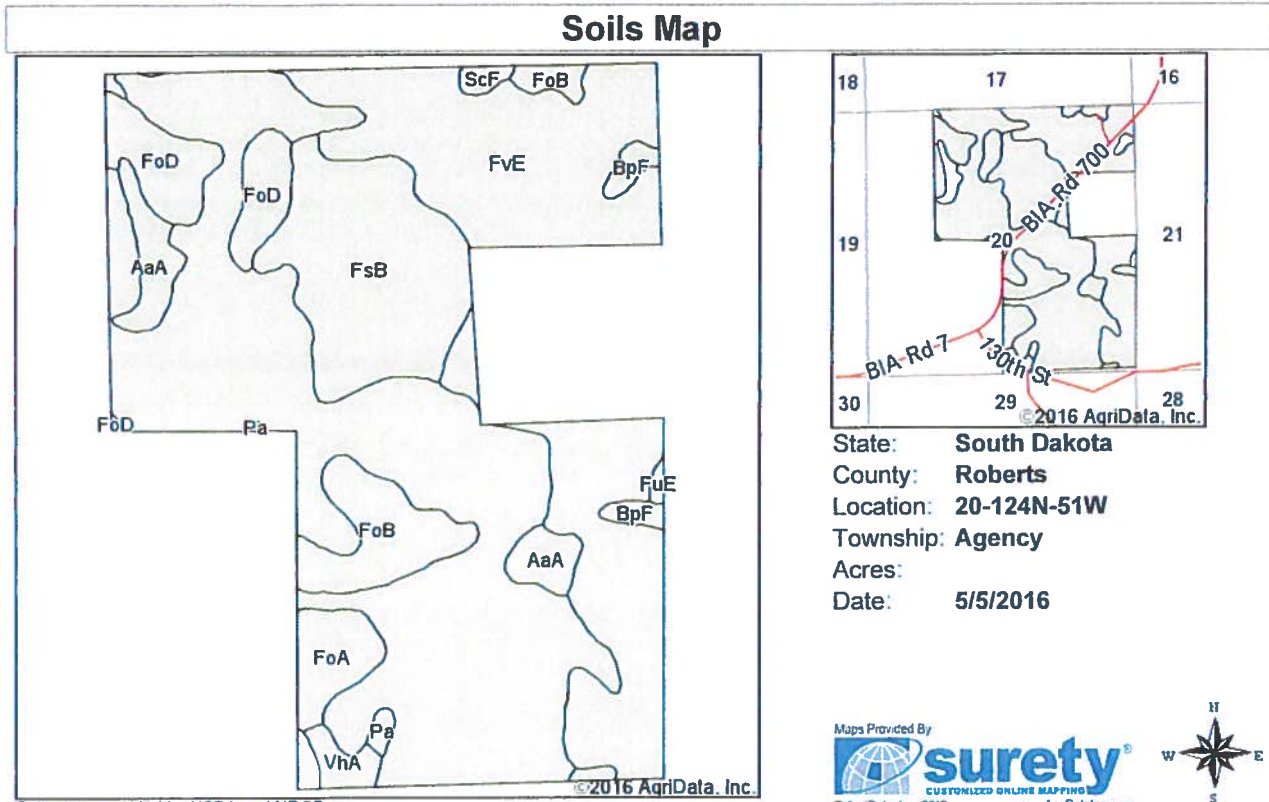 Soils Map
ScF
FoB
FoD
FvE
BpF
FoD
AaA
FsB
FoD
Pa
FuE
BpF
FoB
AaA
FoA
Pa
VhA
©2016 AgriData, Inc.
18
17
16
BIA-Rd-700
19
20
21
BIA-Rd-7
130th St
30
29
28
©2016 AgriData, Inc.
State: South Dakota
County: Roberts
Location: 20-124N-51W
Township: Agency
Acres:
Date: 5/5/2016
Maps Provided By
surety®
CUSTOMIZED ONLINE MAPPING
N
W
E
S